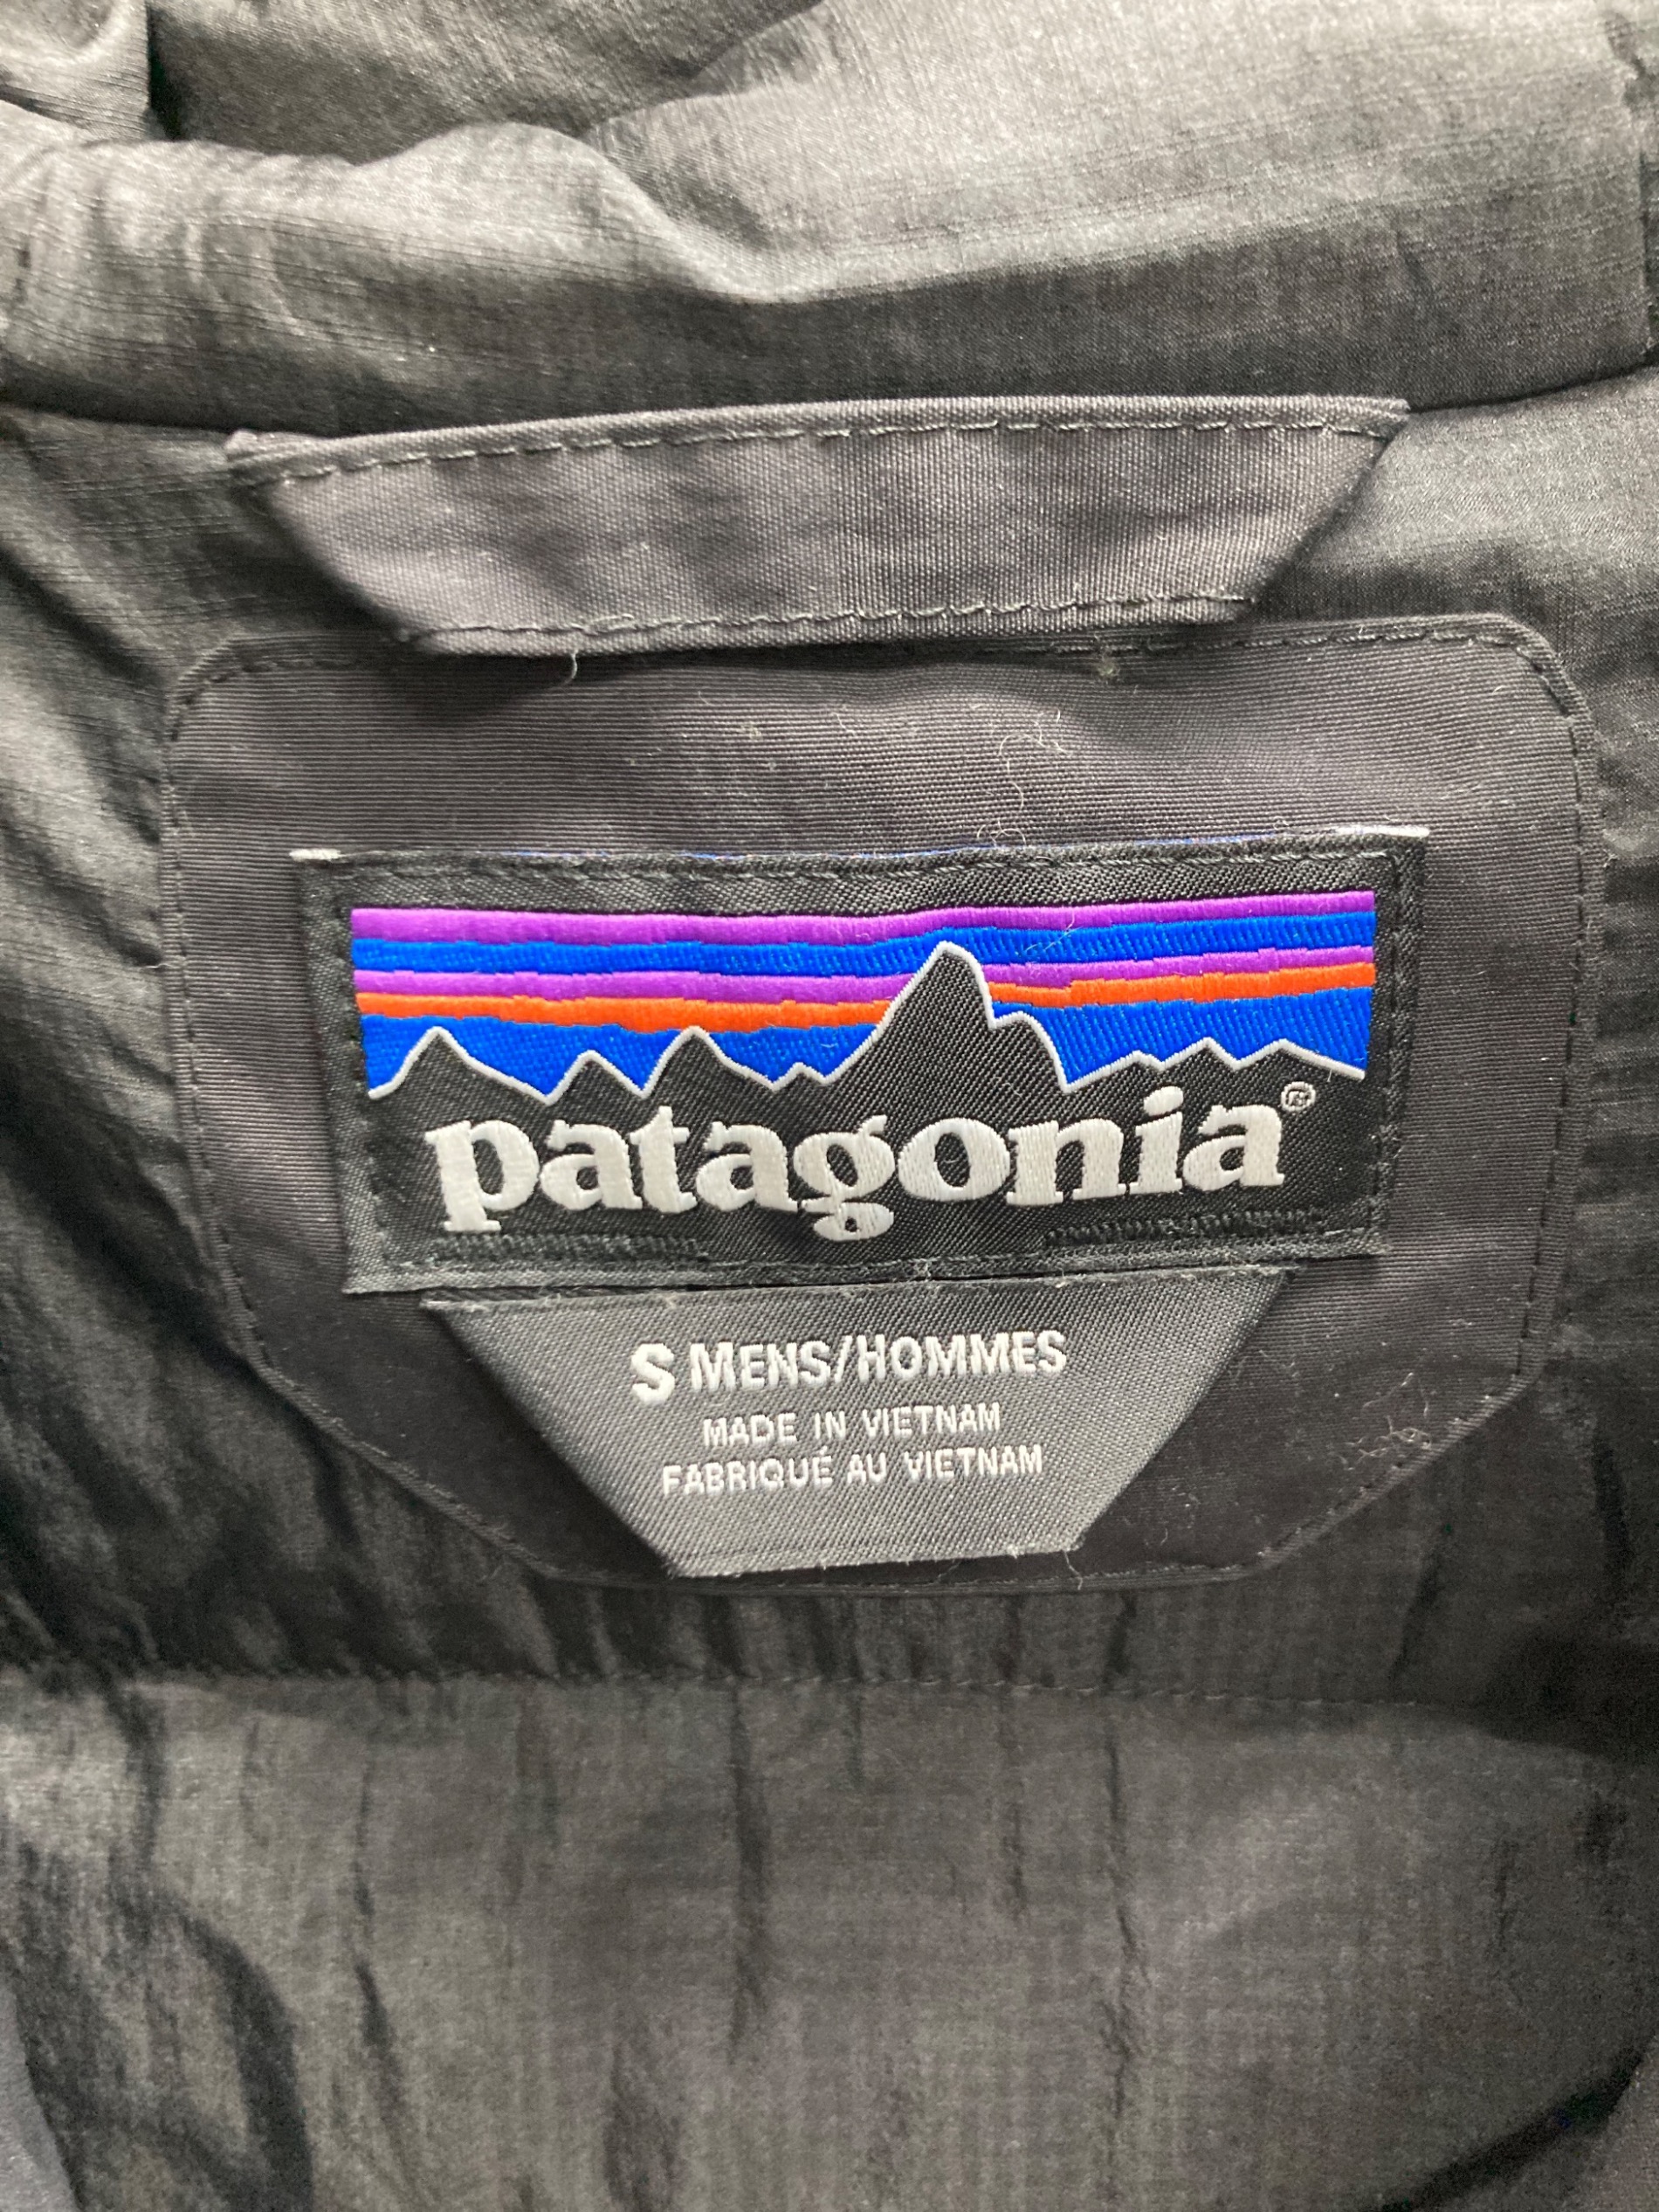 patagonia®
S MENS/HOMMES
MADE IN VIETNAM
FABRIQUÉ AU VIETNAM